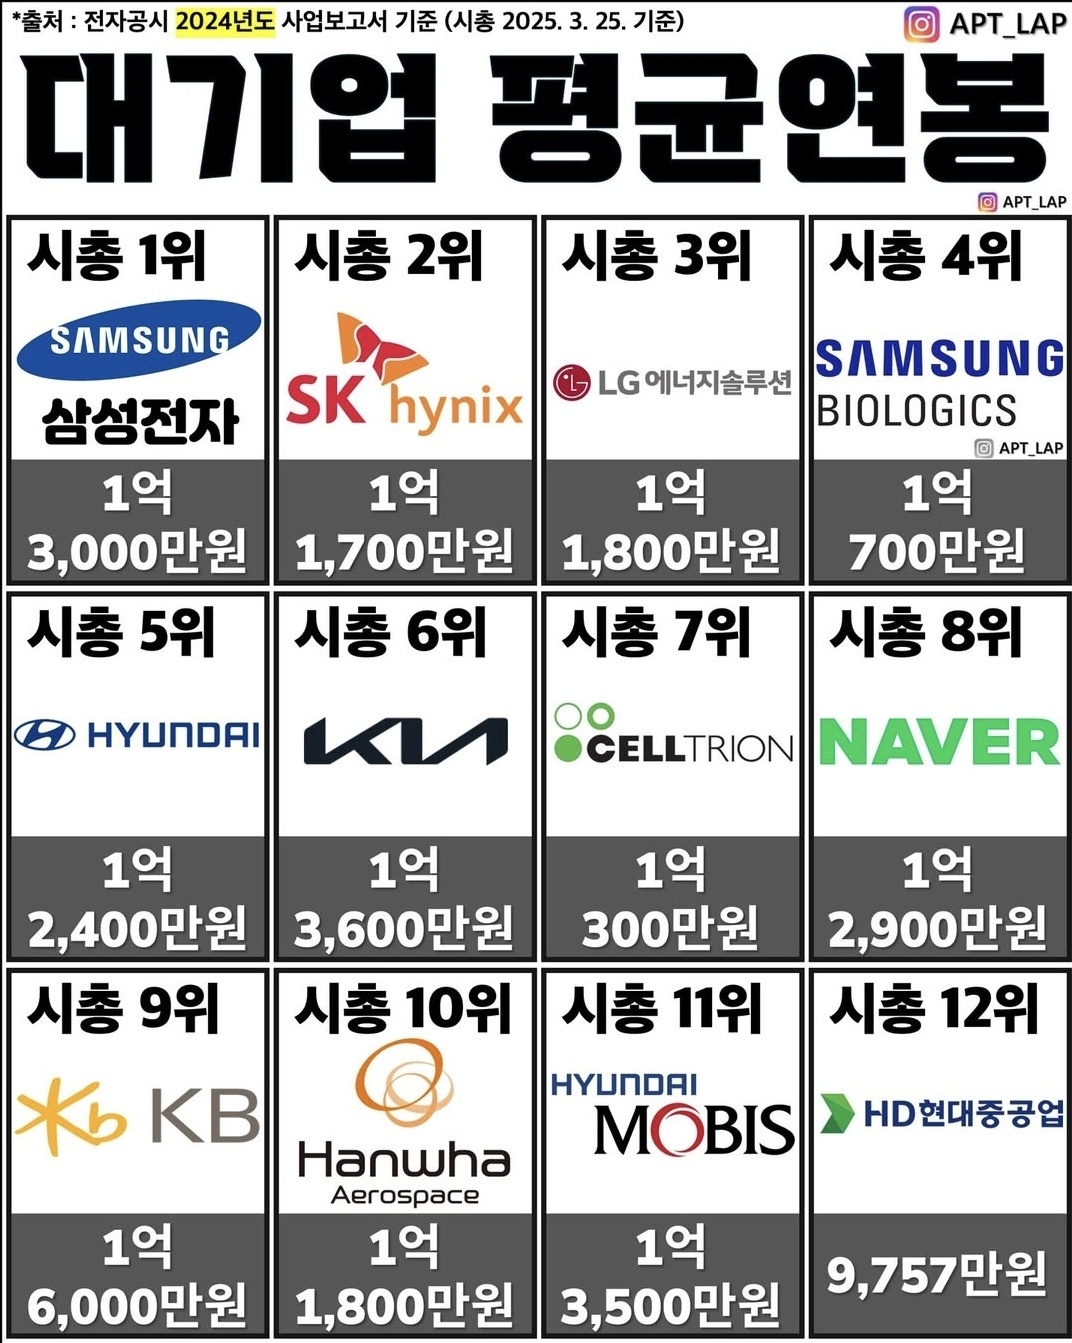 *출처 : 전자공시 2024년도 사업보고서 기준 (시총 2025. 3. 25. 기준)
APT_LAP
대기업 평균연봉
APT_LAP
시총 1위
SAMSUNG
삼성전자
1억
3,000만원
시총 2위
SK hynix
1억
1,700만원
시총 3위
LG에너지솔루션
1억
1,800만원
시총 4위
SAMSUNG
BIOLOGICS
APT_LAP
1억
700만원
시총 5위
HYUNDAI
1억
2,400만원
시총 6위
KIA
1억
3,600만원
시총 7위
CELLTRION
1억
300만원
시총 8위
NAVER
1억
2,900만원
시총 9위
KB
1억
6,000만원
시총 10위
Hanwha
Aerospace
1억
1,800만원
시총 11위
HYUNDAI
MOBIS
1억
3,500만원
시총 12위
HD현대중공업
9,757만원